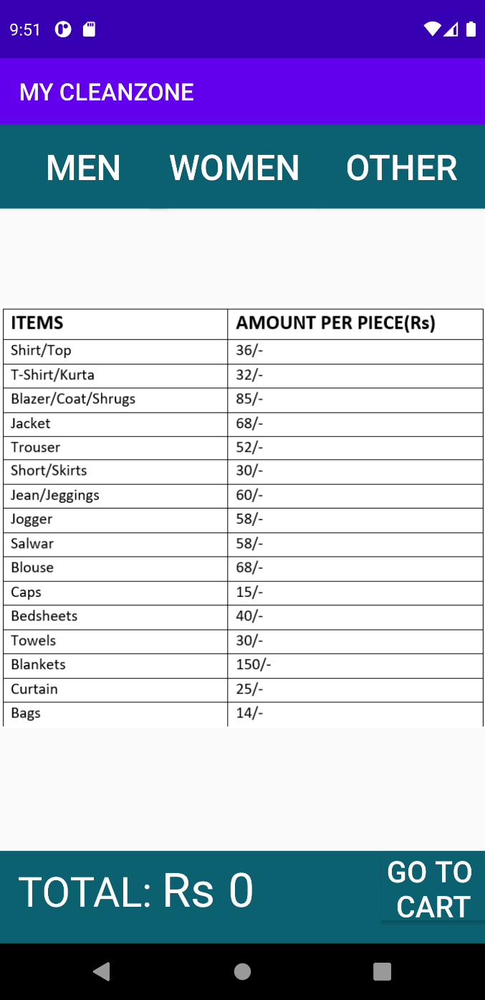 9:51
MY CLEANZONE
MEN WOMEN OTHER
ITEMS AMOUNT PER PIECE(Rs)
Shirt/Top 36/-
T-Shirt/Kurta 32/-
Blazer/Coat/Shrugs 85/-
Jacket 68/-
Trouser 52/-
Short/Skirts 30/-
Jean/Jeggings 60/-
Jogger 58/-
Salwar 58/-
Blouse 68/-
Caps 15/-
Bedsheets 40/-
Towels 30/-
Blankets 150/-
Curtain 25/-
Bags 14/-
TOTAL: Rs 0
GO TO
CART